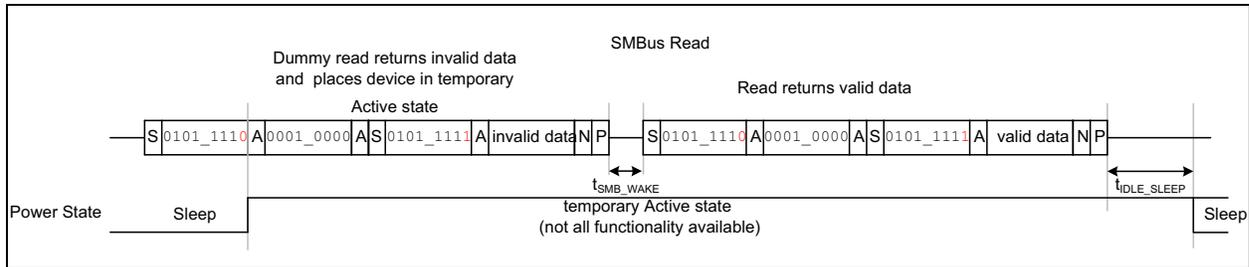 SMBus Read
Dummy read returns invalid data
and places device in temporary
Active state
Read returns valid data
S 0101_1110 A 0001_0000 A S 0101_1111 A invalid data N P S 0101_1110 A 0001_0000 A S 0101_1111 A valid data N P
tSMB_WAKE
tIDLE_SLEEP
Power State
Sleep
temporary Active state
(not all functionality available)
Sleep